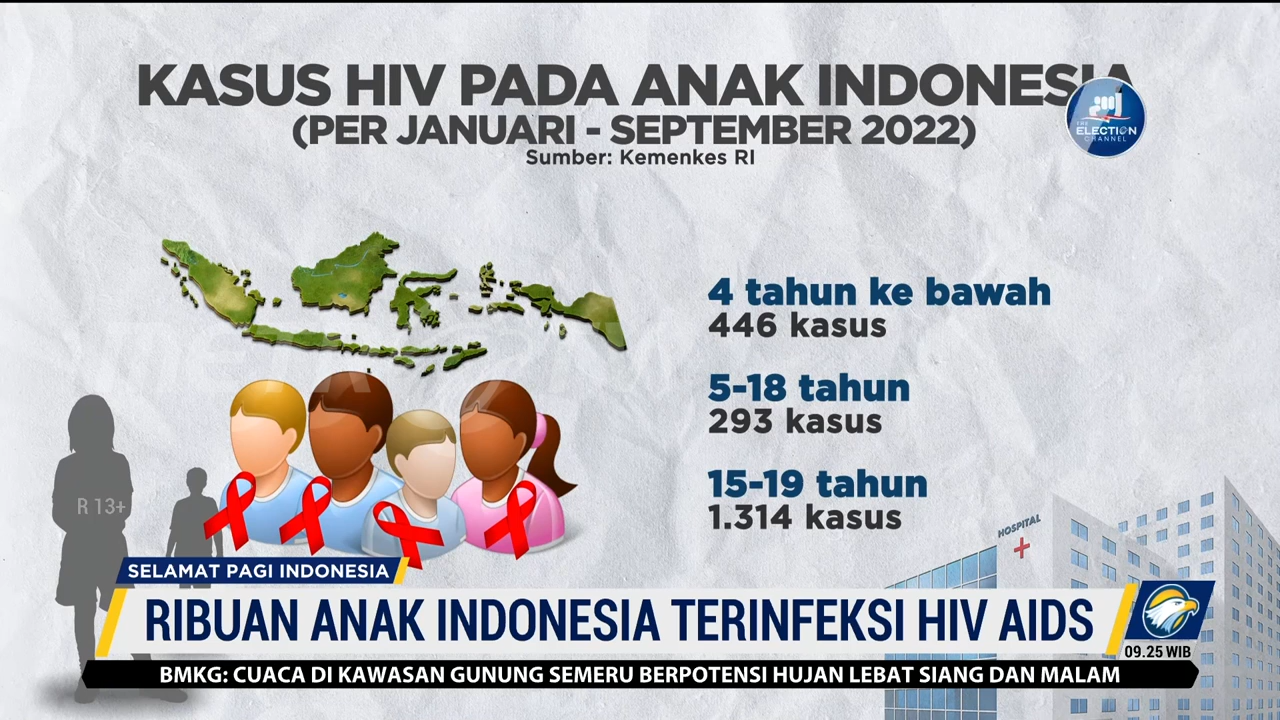 KASUS HIV PADA ANAK INDONESIA
(PER JANUARI - SEPTEMBER 2022)
Sumber: Kemenkes RI
THE
ELECTION
CHANNEL
4 tahun ke bawah
446 kasus
5-18 tahun
293 kasus
15-19 tahun
1.314 kasus
R 13+
HOSPITAL
SELAMAT PAGI INDONESIA
RIBUAN ANAK INDONESIA TERINFEKSI HIV AIDS
09.25 WIB
BMKG: CUACA DI KAWASAN GUNUNG SEMERU BERPOTENSI HUJAN LEBAT SIANG DAN MALAM